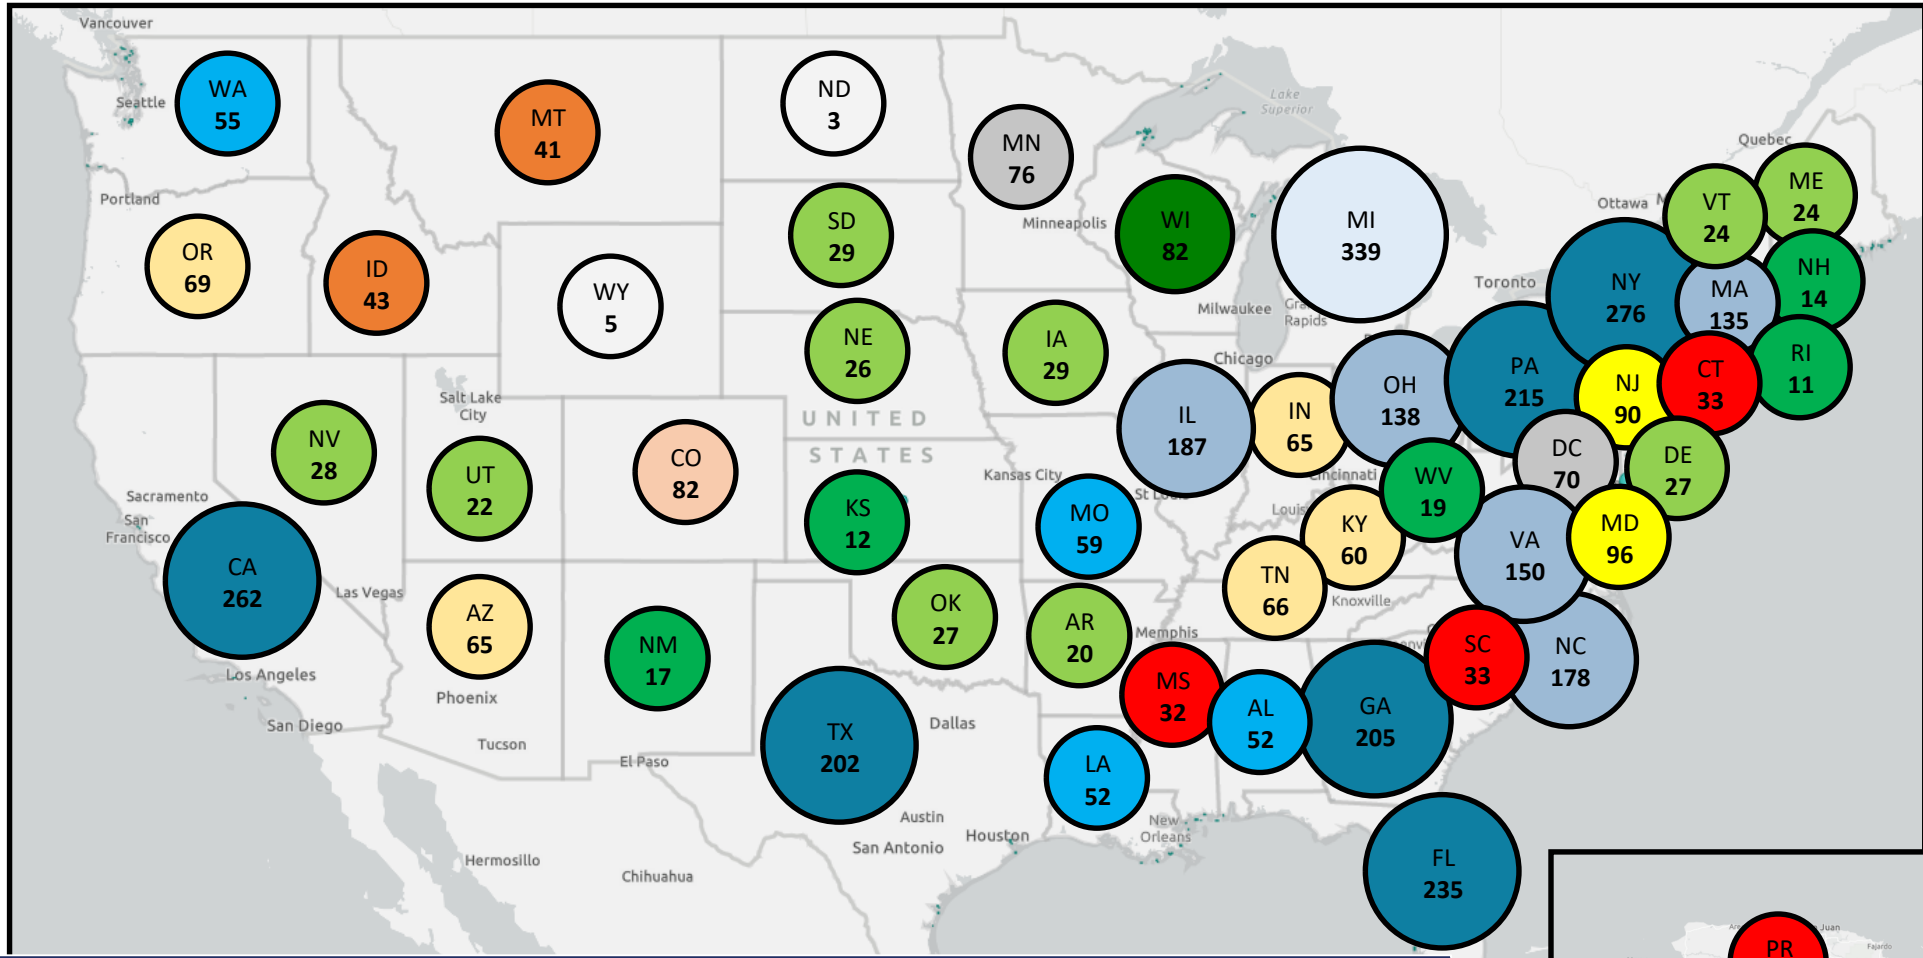 Vancouver
Seattle
WA
55
MT
41
ND
3
MN
76
Lake
Superior
Quebec
Portland
OR
69
ID
43
WY
5
SD
29
Minneapolis
WI
82
MI
339
Ottawa
VT
24
ME
24
NH
14
NY
276
MA
135
Toronto
Milwaukee
Rapids
NE
26
IA
29
Chicago
PA
215
NJ
90
CT
33
RI
11
Salt Lake
City
UNITED
STATES
IL
187
IN
65
OH
138
NV
28
UT
22
CO
82
KS
12
Kansas City
MO
59
Cincinnati
WV
19
DC
70
DE
27
Sacramento
San
Francisco
CA
262
Las Vegas
AZ
65
NM
17
OK
27
AR
20
Memphis
TN
66
KY
60
Knoxville
VA
150
MD
96
Los Angeles
San Diego
Phoenix
Tucson
El Paso
TX
202
Dallas
MS
32
AL
52
GA
205
SC
33
NC
178
LA
52
New
Orleans
Austin
San Antonio
Houston
Hermosillo
Chihuahua
FL
235
Juan
Fajardo
PR